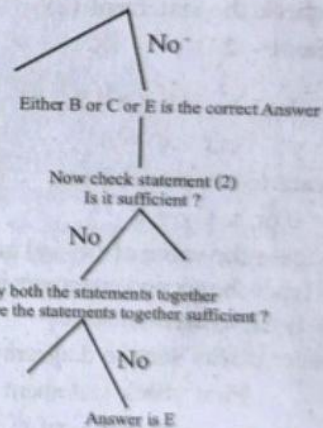 No
Either B or C or E is the correct Answer
Now check statement (2)
Is it sufficient ?
No
both the statements together
the statements together sufficient ?
No
Answer is E